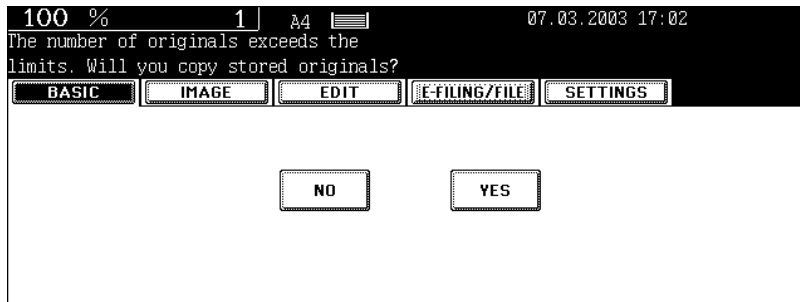 100 % 1 A4 07.03.2003 17:02
The number of originals exceeds the
limits. Will you copy stored originals?
BASIC IMAGE EDIT E-FILING/FILE SETTINGS
NO YES